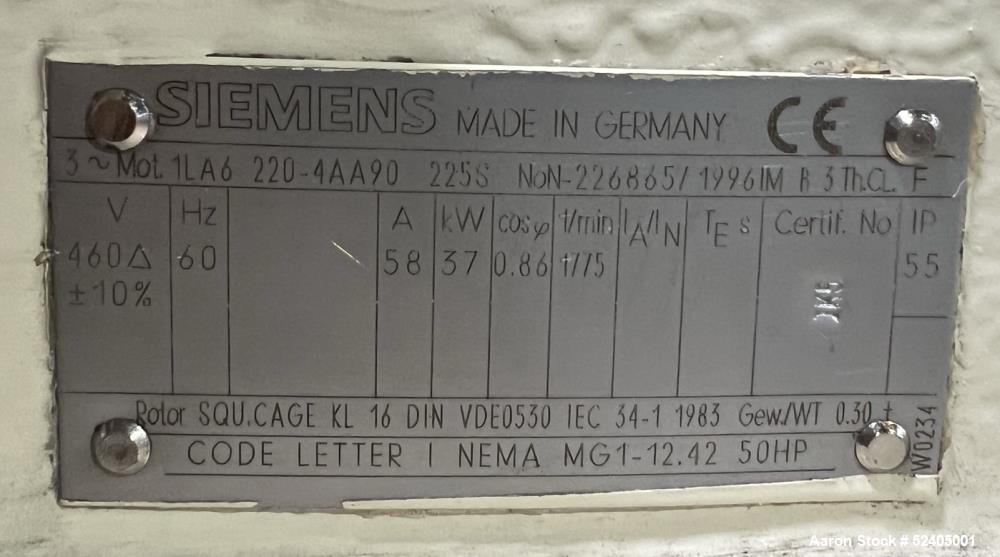 SIEMENS MADE IN GERMANY CE
3 ~ Mot. 1LA6 220-4AA90 225S NoN-226865/1996 IM B 3 Th.CL. F
V Hz A kW cosφ 1/min IA/IN TE s Certif. No IP
460Δ 60 58 37 0.86 1775 55
±10%
Rotor SQU.CAGE KL 16 DIN VDE0530 IEC 34-1 1983 Gew./WT 0.30 t
CODE LETTER I NEMA MG1-12.42 50HP
W0234
Aaron Stock # 52405001